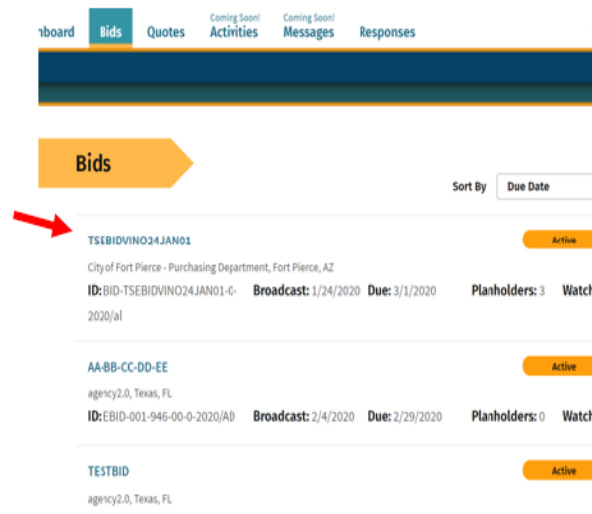 Coming Soon! Coming Soon!
nboard Bids Quotes Activities Messages Responses
Bids
Sort By Due Date
TSEBIDVINO24JAN01 Active
City of Fort Pierce - Purchasing Department, Fort Pierce, AZ
ID: BID-TSEBIDVINO24JAN01-0- Broadcast: 1/24/2020 Due: 3/1/2020 Planholders: 3 Watch
2020/al
AA-BB-CC-DD-EE Active
agency2.0, Texas, FL
ID: EBID-001-946-00-0-2020/AD Broadcast: 2/4/2020 Due: 2/29/2020 Planholders: 0 Watch
TESTBID Active
agency2.0, Texas, FL